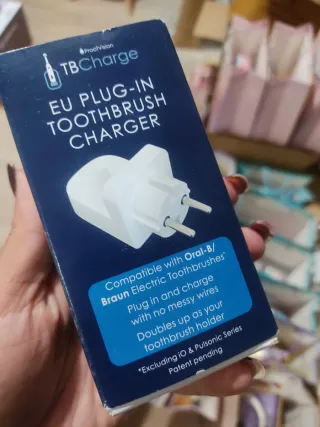 ProofVision
TBCharge
EU PLUG-IN
TOOTHBRUSH
CHARGER
Compatible with Oral-B/
Braun Electric Toothbrushes*
Plug in and charge
with no messy wires
Doubles up as your
toothbrush holder
*Excluding iO & Pulsonic Series
Patent pending